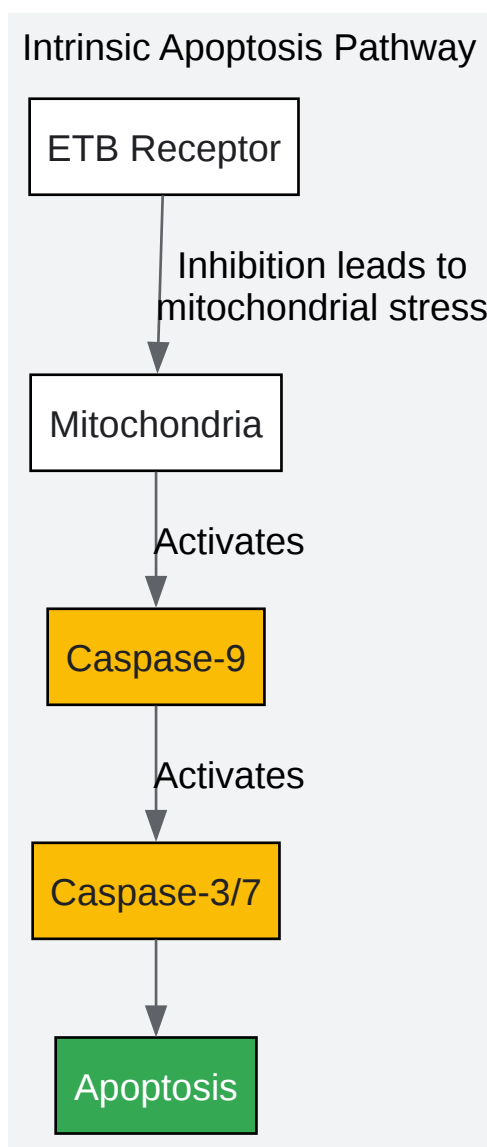 Intrinsic Apoptosis Pathway
ETB Receptor
Inhibition leads to
mitochondrial stress
Mitochondria
Activates
Caspase-9
Activates
Caspase-3/7
Apoptosis